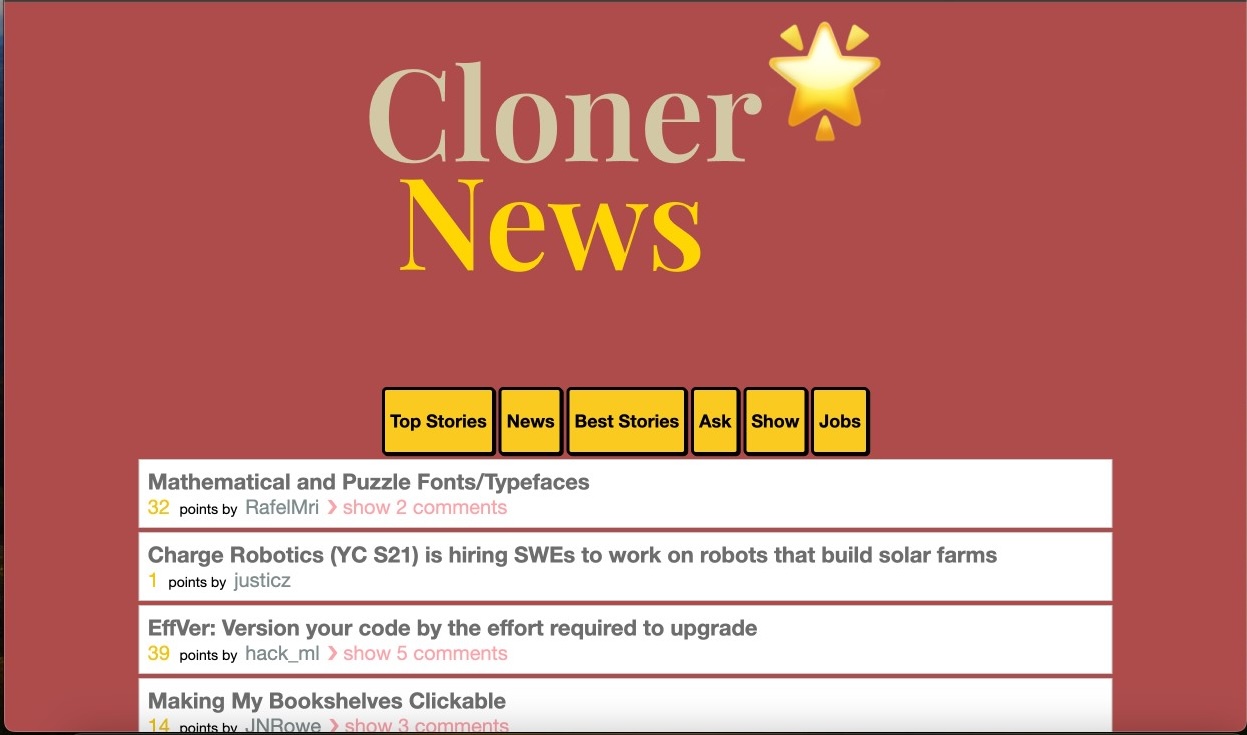 Cloner
News
Top Stories News Best Stories Ask Show Jobs
Mathematical and Puzzle Fonts/Typefaces
32 points by RafelMri ❯ show 2 comments
Charge Robotics (YC S21) is hiring SWEs to work on robots that build solar farms
1 points by justicz
EffVer: Version your code by the effort required to upgrade
39 points by hack_ml ❯ show 5 comments
Making My Bookshelves Clickable
14 points by JNRowe ❯ show 3 comments